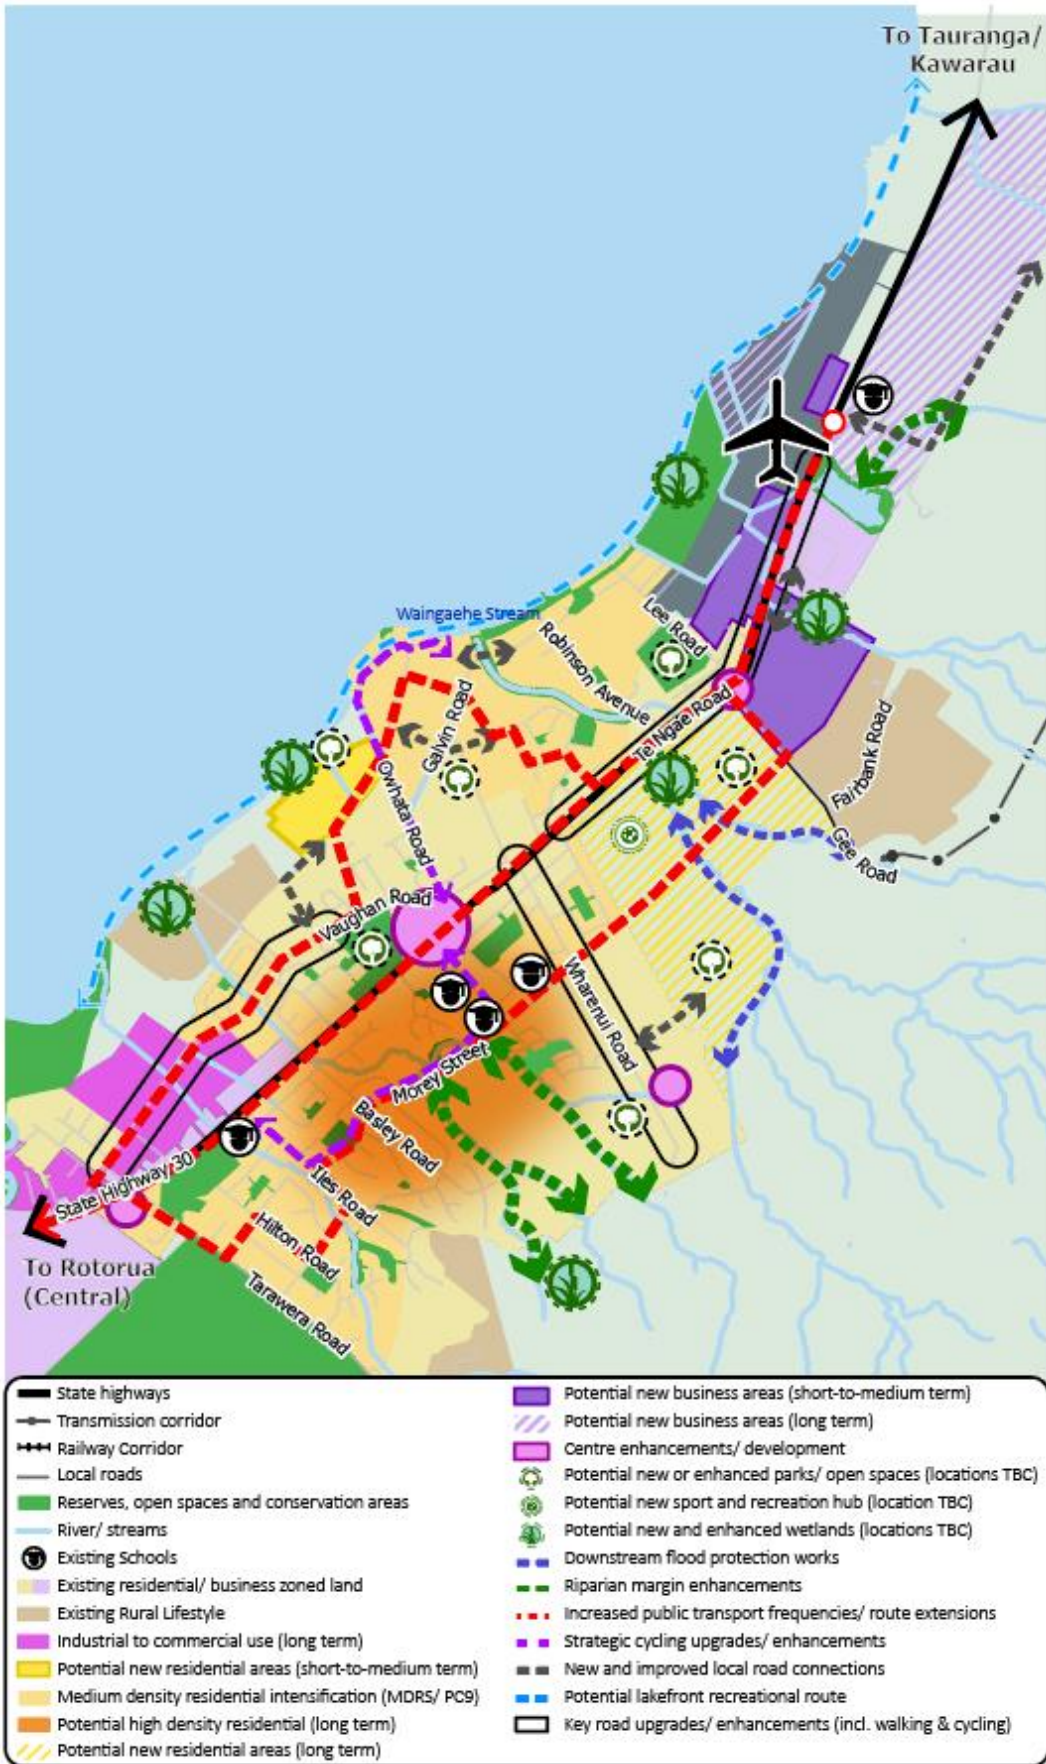 To Tauranga/
Kawarau
Waingaehe Stream
Lee Road
Robinson Avenue
Galvin Road
Te Ngae Road
Fairbank Road
Owhata Road
Gee Road
Vaughan Road
Wharenui Road
Morey Street
Basley Road
State Highway 30
Iles Road
Hilton Road
To Rotorua
(Central)
Tarawera Road
State highways
Transmission corridor
Railway Corridor
Local roads
Reserves, open spaces and conservation areas
River/ streams
Existing Schools
Existing residential/ business zoned land
Existing Rural Lifestyle
Industrial to commercial use (long term)
Potential new residential areas (short-to-medium term)
Medium density residential intensification (MDRS/ PC9)
Potential high density residential (long term)
Potential new residential areas (long term)
Potential new business areas (short-to-medium term)
Potential new business areas (long term)
Centre enhancements/ development
Potential new or enhanced parks/ open spaces (locations TBC)
Potential new sport and recreation hub (location TBC)
Potential new and enhanced wetlands (locations TBC)
Downstream flood protection works
Riparian margin enhancements
Increased public transport frequencies/ route extensions
Strategic cycling upgrades/ enhancements
New and improved local road connections
Potential lakefront recreational route
Key road upgrades/ enhancements (incl. walking & cycling)